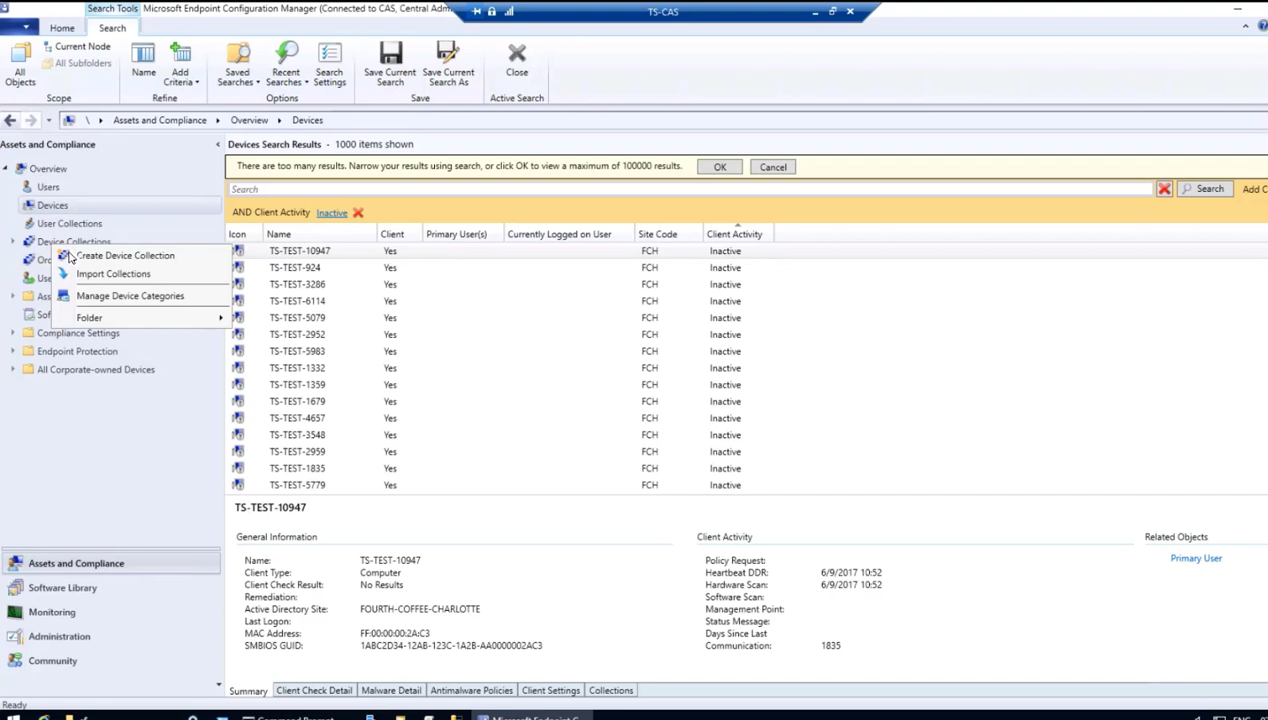 Search Tools
Microsoft Endpoint Configuration Manager (Connected to CAS, Central Adm
TS-CAS
Home
Search
All Objects
Current Node
All Subfolders
Scope
Name
Add Criteria
Refine
Saved Searches
Recent Searches
Search Settings
Options
Save Current Search
Save Current Search As
Save
Close
Active Search
\ Assets and Compliance Overview Devices
Assets and Compliance
Overview
Users
Devices
User Collections
Device Collections
Create Device Collection
Import Collections
Manage Device Categories
Folder
Compliance Settings
Endpoint Protection
All Corporate-owned Devices
Assets and Compliance
Software Library
Monitoring
Administration
Community
Devices Search Results - 1000 items shown
There are too many results. Narrow your results using search, or click OK to view a maximum of 100000 results. OK Cancel
Search Search Add C
AND Client Activity Inactive
Icon Name Client Primary User(s) Currently Logged on User Site Code Client Activity
TS-TEST-10947 Yes FCH Inactive
TS-TEST-924 Yes FCH Inactive
TS-TEST-3286 Yes FCH Inactive
TS-TEST-6114 Yes FCH Inactive
TS-TEST-5079 Yes FCH Inactive
TS-TEST-2952 Yes FCH Inactive
TS-TEST-5983 Yes FCH Inactive
TS-TEST-1332 Yes FCH Inactive
TS-TEST-1359 Yes FCH Inactive
TS-TEST-1679 Yes FCH Inactive
TS-TEST-4657 Yes FCH Inactive
TS-TEST-3548 Yes FCH Inactive
TS-TEST-2959 Yes FCH Inactive
TS-TEST-1835 Yes FCH Inactive
TS-TEST-5779 Yes FCH Inactive
TS-TEST-10947
General Information
Name: TS-TEST-10947
Client Type: Computer
Client Check Result: No Results
Remediation:
Active Directory Site: FOURTH-COFFEE-CHARLOTTE
Last Logon:
MAC Address: FF:00:00:00:2A:C3
SMBIOS GUID: 1ABC2D34-12AB-123C-1A2B-AA0000002AC3
Client Activity
Policy Request:
Heartbeat DDR: 6/9/2017 10:52
Hardware Scan: 6/9/2017 10:52
Software Scan:
Management Point:
Status Message:
Days Since Last
Communication: 1835
Related Objects
Primary User
Summary Client Check Detail Malware Detail Antimalware Policies Client Settings Collections
Ready